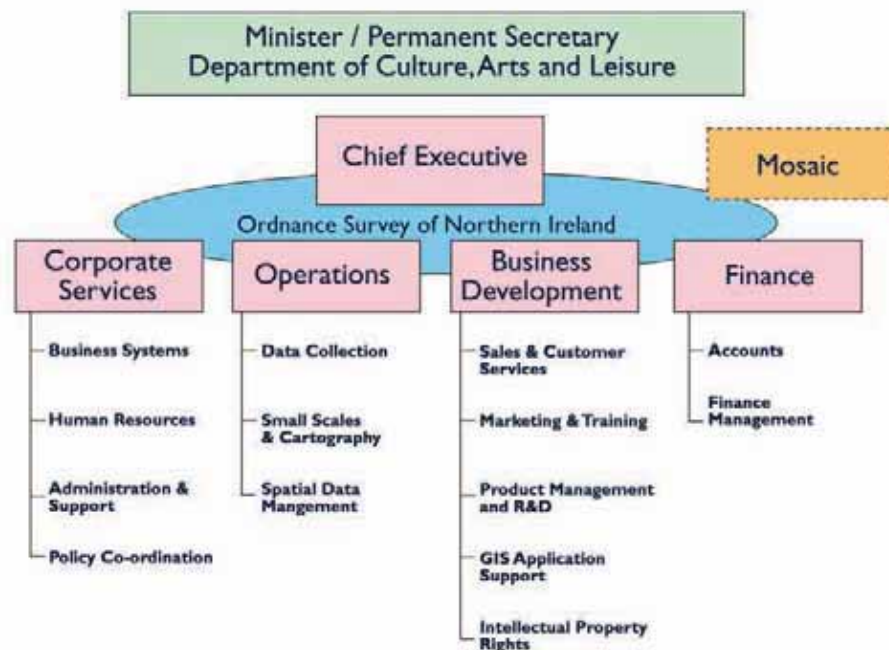 Minister / Permanent Secretary
Department of Culture, Arts and Leisure
Chief Executive
Mosaic
Ordnance Survey of Northern Ireland
Corporate
Services
Business Systems
Human Resources
Administration &
Support
Policy Co-ordination
Operations
Data Collection
Small Scales
& Cartography
Spatial Data
Mangement
Business
Development
Sales & Customer
Services
Marketing & Training
Product Management
and R&D
GIS Application
Support
Intellectual Property
Rights
Finance
Accounts
Finance
Management